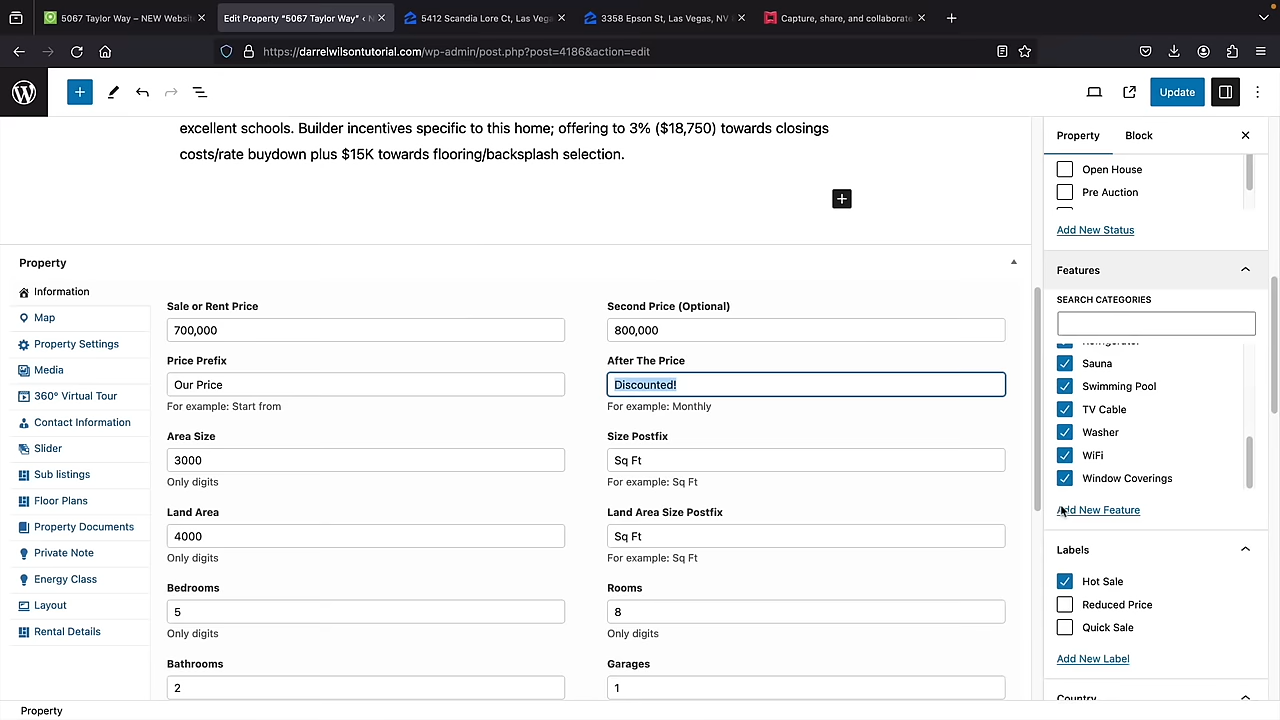 5067 Taylor Way – NEW Websit
Edit Property "5067 Taylor Way" ‹ N
5412 Scandia Lore Ct, Las Vega
3358 Epson St, Las Vegas, NV
Capture, share, and collaborate
https://darrelwilsontutorial.com/wp-admin/post.php?post=4186&action=edit
Update
excellent schools. Builder incentives specific to this home; offering to 3% ($18,750) towards closings
costs/rate buydown plus $15K towards flooring/backsplash selection.
Property
Information
Map
Property Settings
Media
360° Virtual Tour
Contact Information
Slider
Sub listings
Floor Plans
Property Documents
Private Note
Energy Class
Layout
Rental Details
Sale or Rent Price
700,000
Second Price (Optional)
800,000
Price Prefix
Our Price
For example: Start from
After The Price
Discounted!
For example: Monthly
Area Size
3000
Only digits
Size Postfix
Sq Ft
For example: Sq Ft
Land Area
4000
Only digits
Land Area Size Postfix
Sq Ft
For example: Sq Ft
Bedrooms
5
Only digits
Rooms
8
Only digits
Bathrooms
2
Garages
1
Property
Block
Open House
Pre Auction
Add New Status
Features
SEARCH CATEGORIES
Refrigerator
Sauna
Swimming Pool
TV Cable
Washer
WiFi
Window Coverings
Add New Feature
Labels
Hot Sale
Reduced Price
Quick Sale
Add New Label
Country
Property